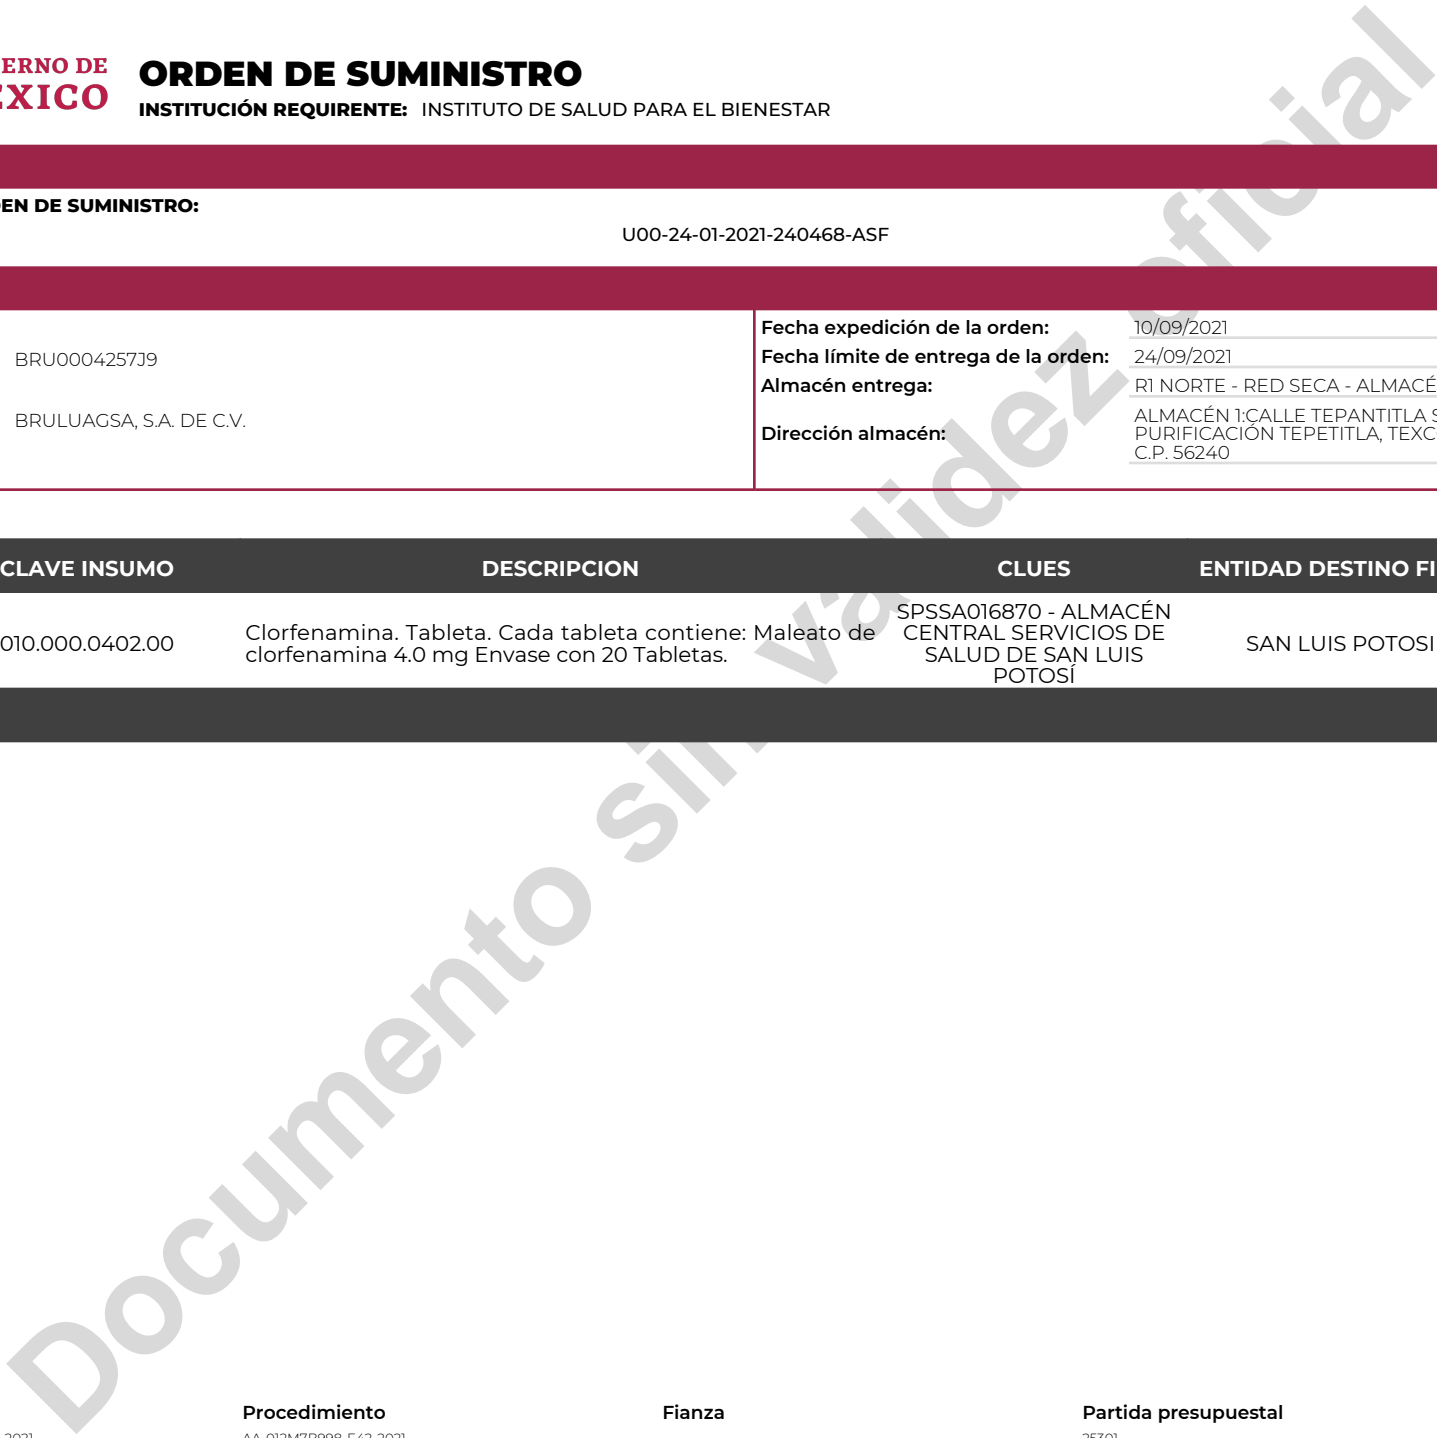 ERNO DE
ORDEN DE SUMINISTRO
INSTITUCIÓN REQUIRENTE: INSTITUTO DE SALUD PARA EL BIENESTAR
EN DE SUMINISTRO:
U00-24-01-2021-240468-ASF
BRU0004257J9
BRULUAGSA, S.A. DE C.V.
Fecha expedición de la orden: 10/09/2021
Fecha límite de entrega de la orden: 24/09/2021
Almacén entrega: R1 NORTE - RED SECA - ALMACÉ
Dirección almacén: ALMACÉN 1:CALLE TEPANTITLA S
PURIFICACIÓN TEPETITLA, TEXC
C.P. 56240
CLAVE INSUMO DESCRIPCION CLUES ENTIDAD DESTINO FI
010.000.0402.00
Clorfenamina. Tableta. Cada tableta contiene: Maleato de
clorfenamina 4.0 mg Envase con 20 Tabletas.
SPSSA016870 - ALMACÉN
CENTRAL SERVICIOS DE
SALUD DE SAN LUIS
POTOSÍ
SAN LUIS POTOSI
Documento sin validez oficial
Procedimiento Fianza Partida presupuestal